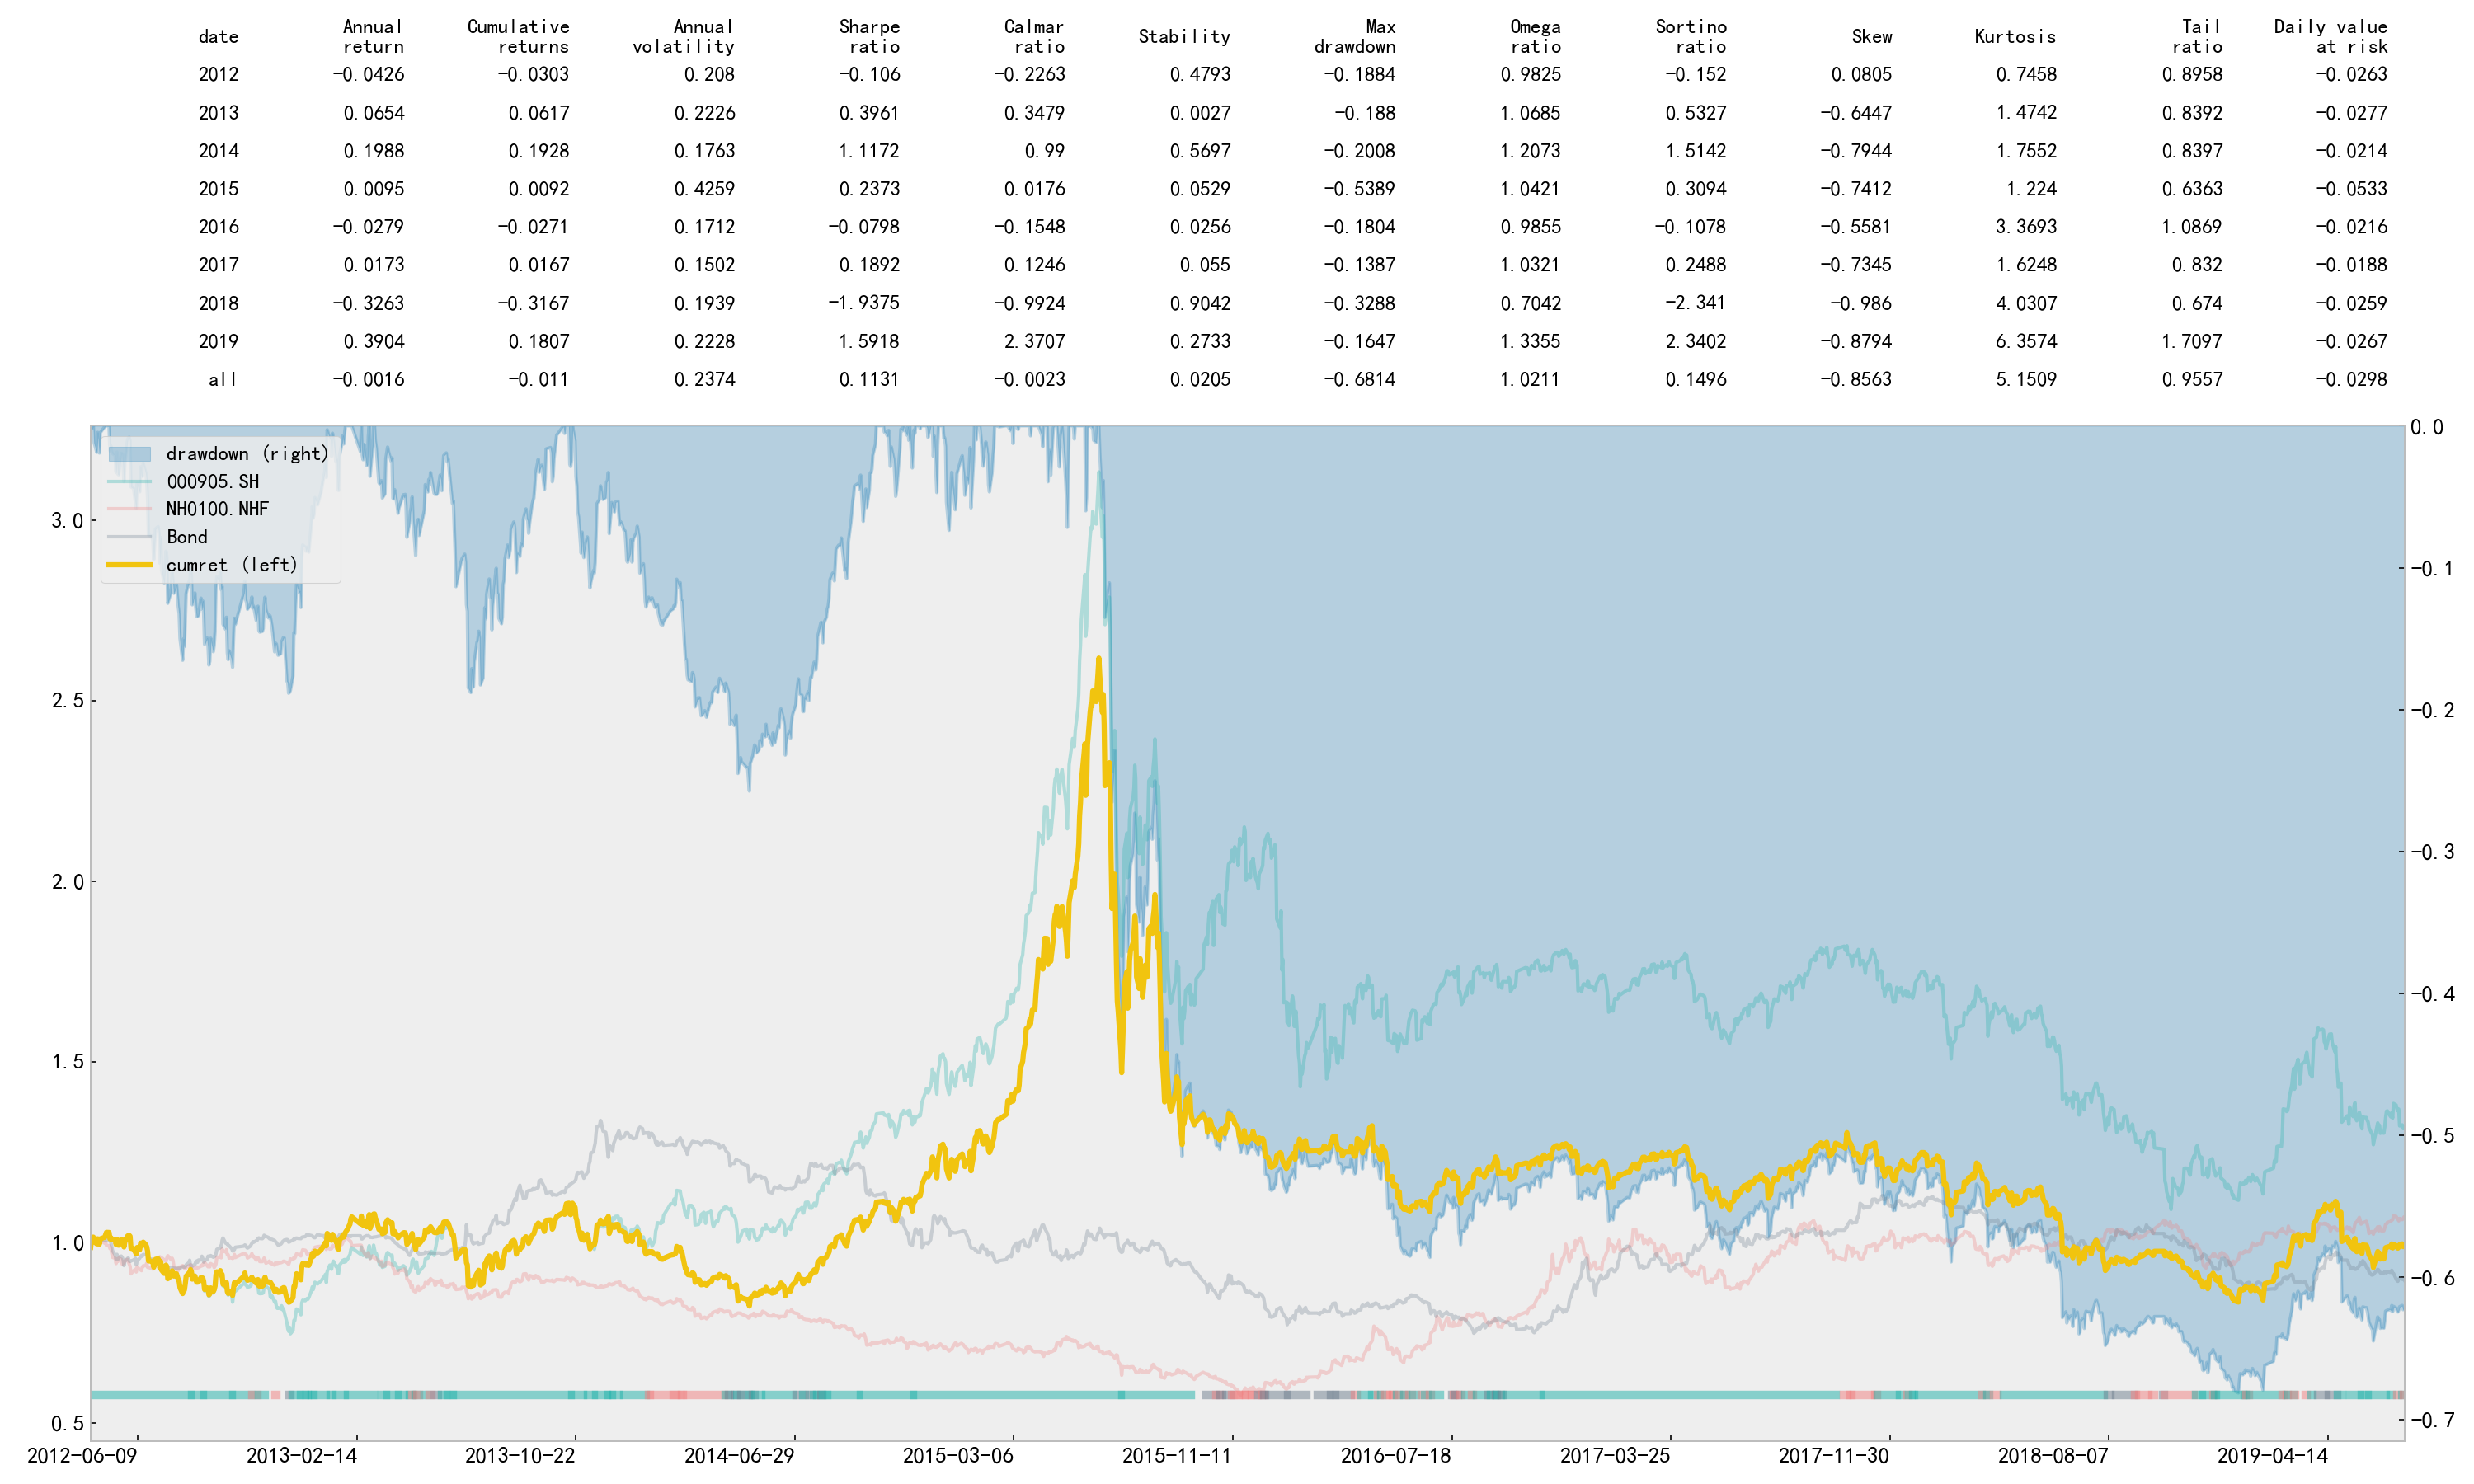 date Annual return Cumulative returns Annual volatility Sharpe ratio Calmar ratio Stability Max drawdown Omega ratio Sortino ratio Skew Kurtosis Tail ratio Daily value at risk
2012 -0.0426 -0.0303 0.208 -0.106 -0.2263 0.4793 -0.1884 0.9825 -0.152 0.0805 0.7458 0.8958 -0.0263
2013 0.0654 0.0617 0.2226 0.3961 0.3479 0.0027 -0.188 1.0685 0.5327 -0.6447 1.4742 0.8392 -0.0277
2014 0.1988 0.1928 0.1763 1.1172 0.99 0.5697 -0.2008 1.2073 1.5142 -0.7944 1.7552 0.8397 -0.0214
2015 0.0095 0.0092 0.4259 0.2373 0.0176 0.0529 -0.5389 1.0421 0.3094 -0.7412 1.224 0.6363 -0.0533
2016 -0.0279 -0.0271 0.1712 -0.0798 -0.1548 0.0256 -0.1804 0.9855 -0.1078 -0.5581 3.3693 1.0869 -0.0216
2017 0.0173 0.0167 0.1502 0.1892 0.1246 0.055 -0.1387 1.0321 0.2488 -0.7345 1.6248 0.832 -0.0188
2018 -0.3263 -0.3167 0.1939 -1.9375 -0.9924 0.9042 -0.3288 0.7042 -2.341 -0.986 4.0307 0.674 -0.0259
2019 0.3904 0.1807 0.2228 1.5918 2.3707 0.2733 -0.1647 1.3355 2.3402 -0.8794 6.3574 1.7097 -0.0267
all -0.0016 -0.011 0.2374 0.1131 -0.0023 0.0205 -0.6814 1.0211 0.1496 -0.8563 5.1509 0.9557 -0.0298
drawdown (right)
000905.SH
NH0100.NHF
Bond
cumret (left)
3.0
2.5
2.0
1.5
1.0
0.5
0.0
-0.1
-0.2
-0.3
-0.4
-0.5
-0.6
-0.7
2012-06-09 2013-02-14 2013-10-22 2014-06-29 2015-03-06 2015-11-11 2016-07-18 2017-03-25 2017-11-30 2018-08-07 2019-04-14